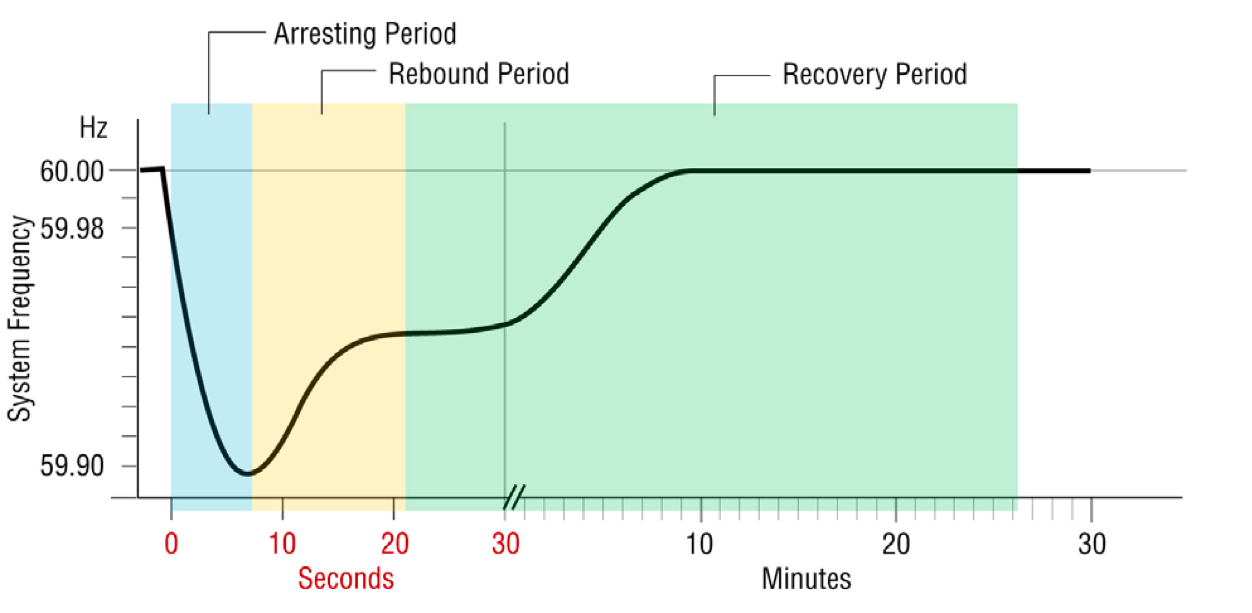 Arresting Period
Rebound Period
Recovery Period
Hz
60.00
59.98
System Frequency
59.90
0 10 20 30 10 20 30
Seconds Minutes